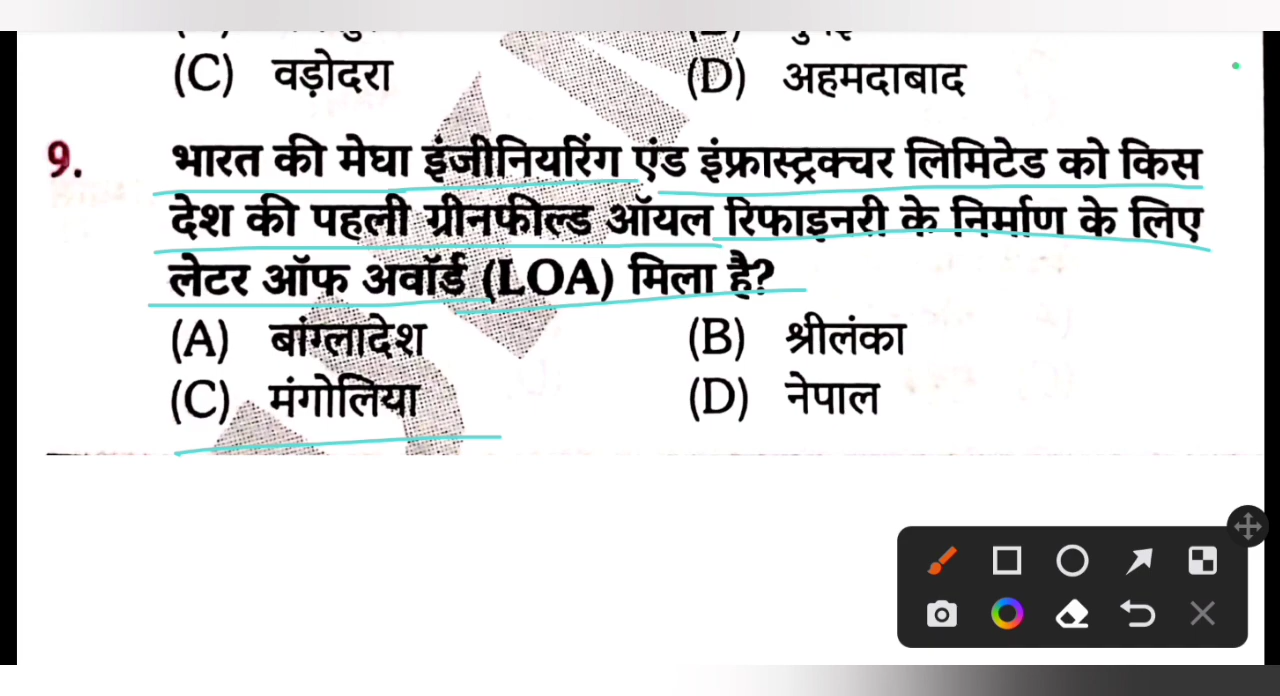 (C) वड़ोदरा (D) अहमदाबाद
9. भारत की मेघा इंजीनियरिंग एंड इंफ्रास्ट्रक्चर लिमिटेड को किस
देश की पहली ग्रीनफील्ड ऑयल रिफाइनरी के निर्माण के लिए
लेटर ऑफ अवॉर्ड (LOA) मिला है?
(A) बांग्लादेश (B) श्रीलंका
(C) मंगोलिया (D) नेपाल